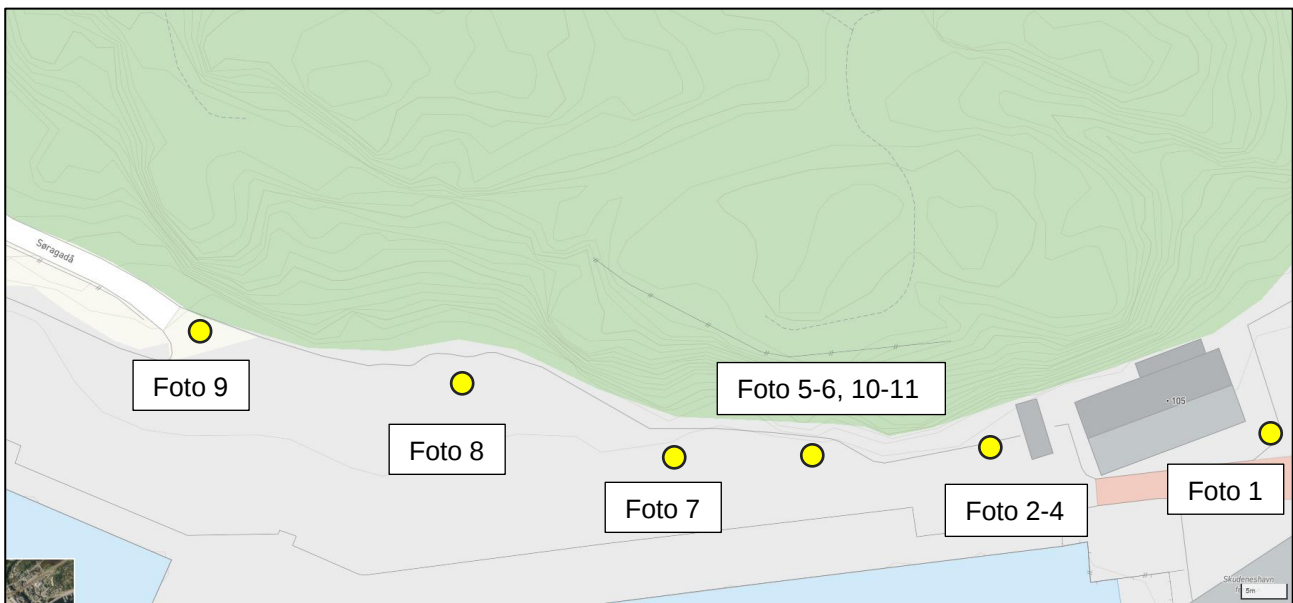 Søragadå
Foto 9
Foto 5-6, 10-11
105
Foto 8
Foto 1
Foto 7
Foto 2-4
Skudeneshavn
5m